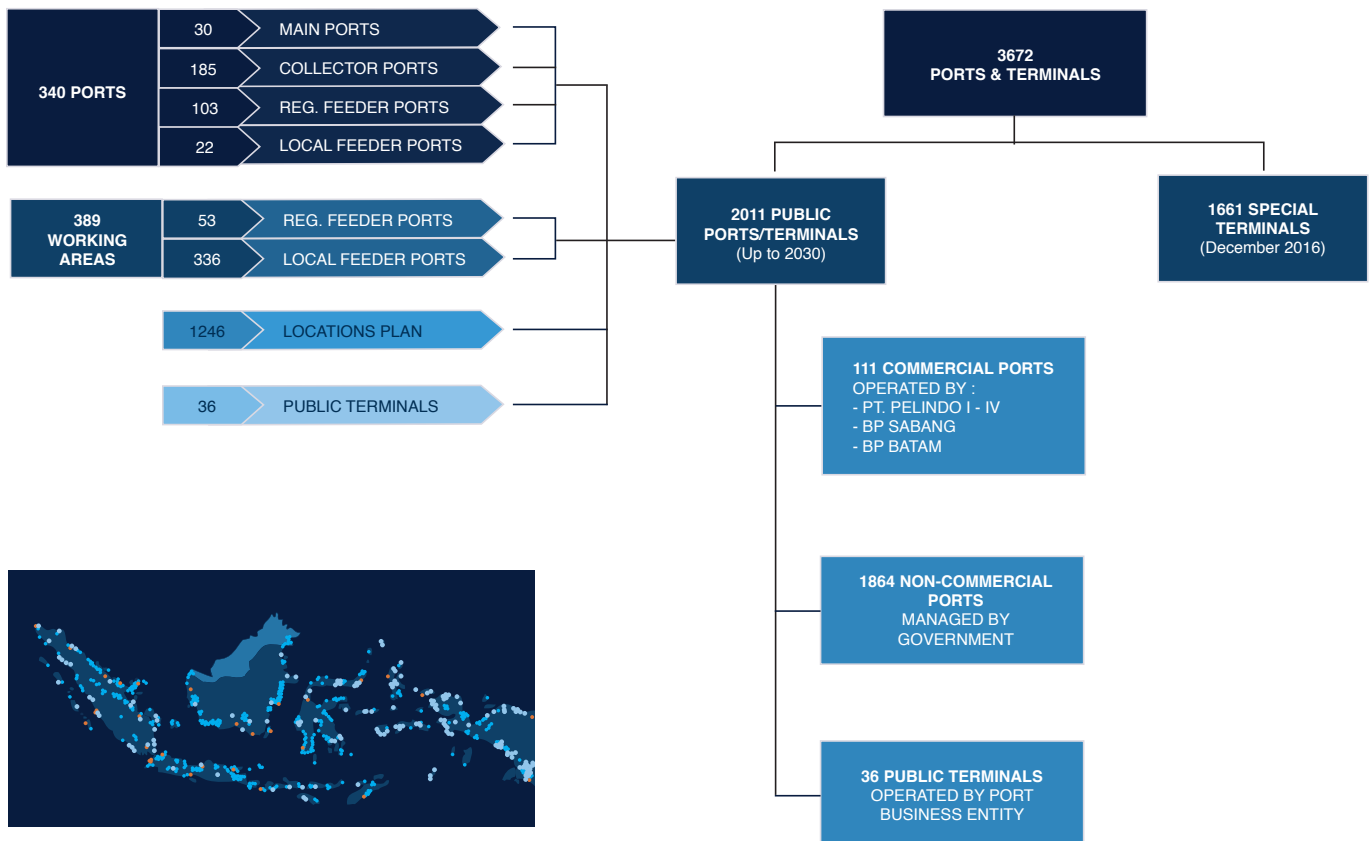 340 PORTS
30 MAIN PORTS
185 COLLECTOR PORTS
103 REG. FEEDER PORTS
22 LOCAL FEEDER PORTS
389
WORKING
AREAS
53 REG. FEEDER PORTS
336 LOCAL FEEDER PORTS
1246 LOCATIONS PLAN
36 PUBLIC TERMINALS
3672
PORTS & TERMINALS
2011 PUBLIC
PORTS/TERMINALS
(Up to 2030)
1661 SPECIAL
TERMINALS
(December 2016)
111 COMMERCIAL PORTS
OPERATED BY :
- PT. PELINDO I - IV
- BP SABANG
- BP BATAM
1864 NON-COMMERCIAL
PORTS
MANAGED BY
GOVERNMENT
36 PUBLIC TERMINALS
OPERATED BY PORT
BUSINESS ENTITY